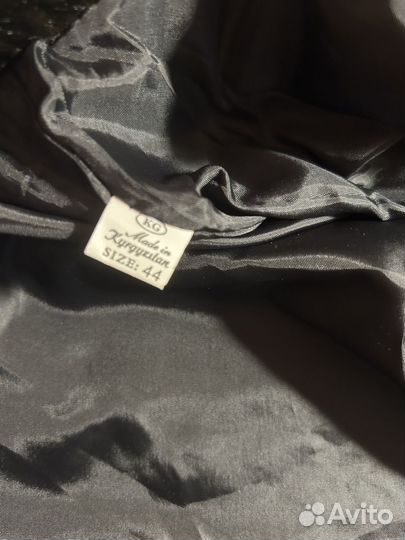 KG
Made in
Kyrgyzstan
SIZE: 44
Avito